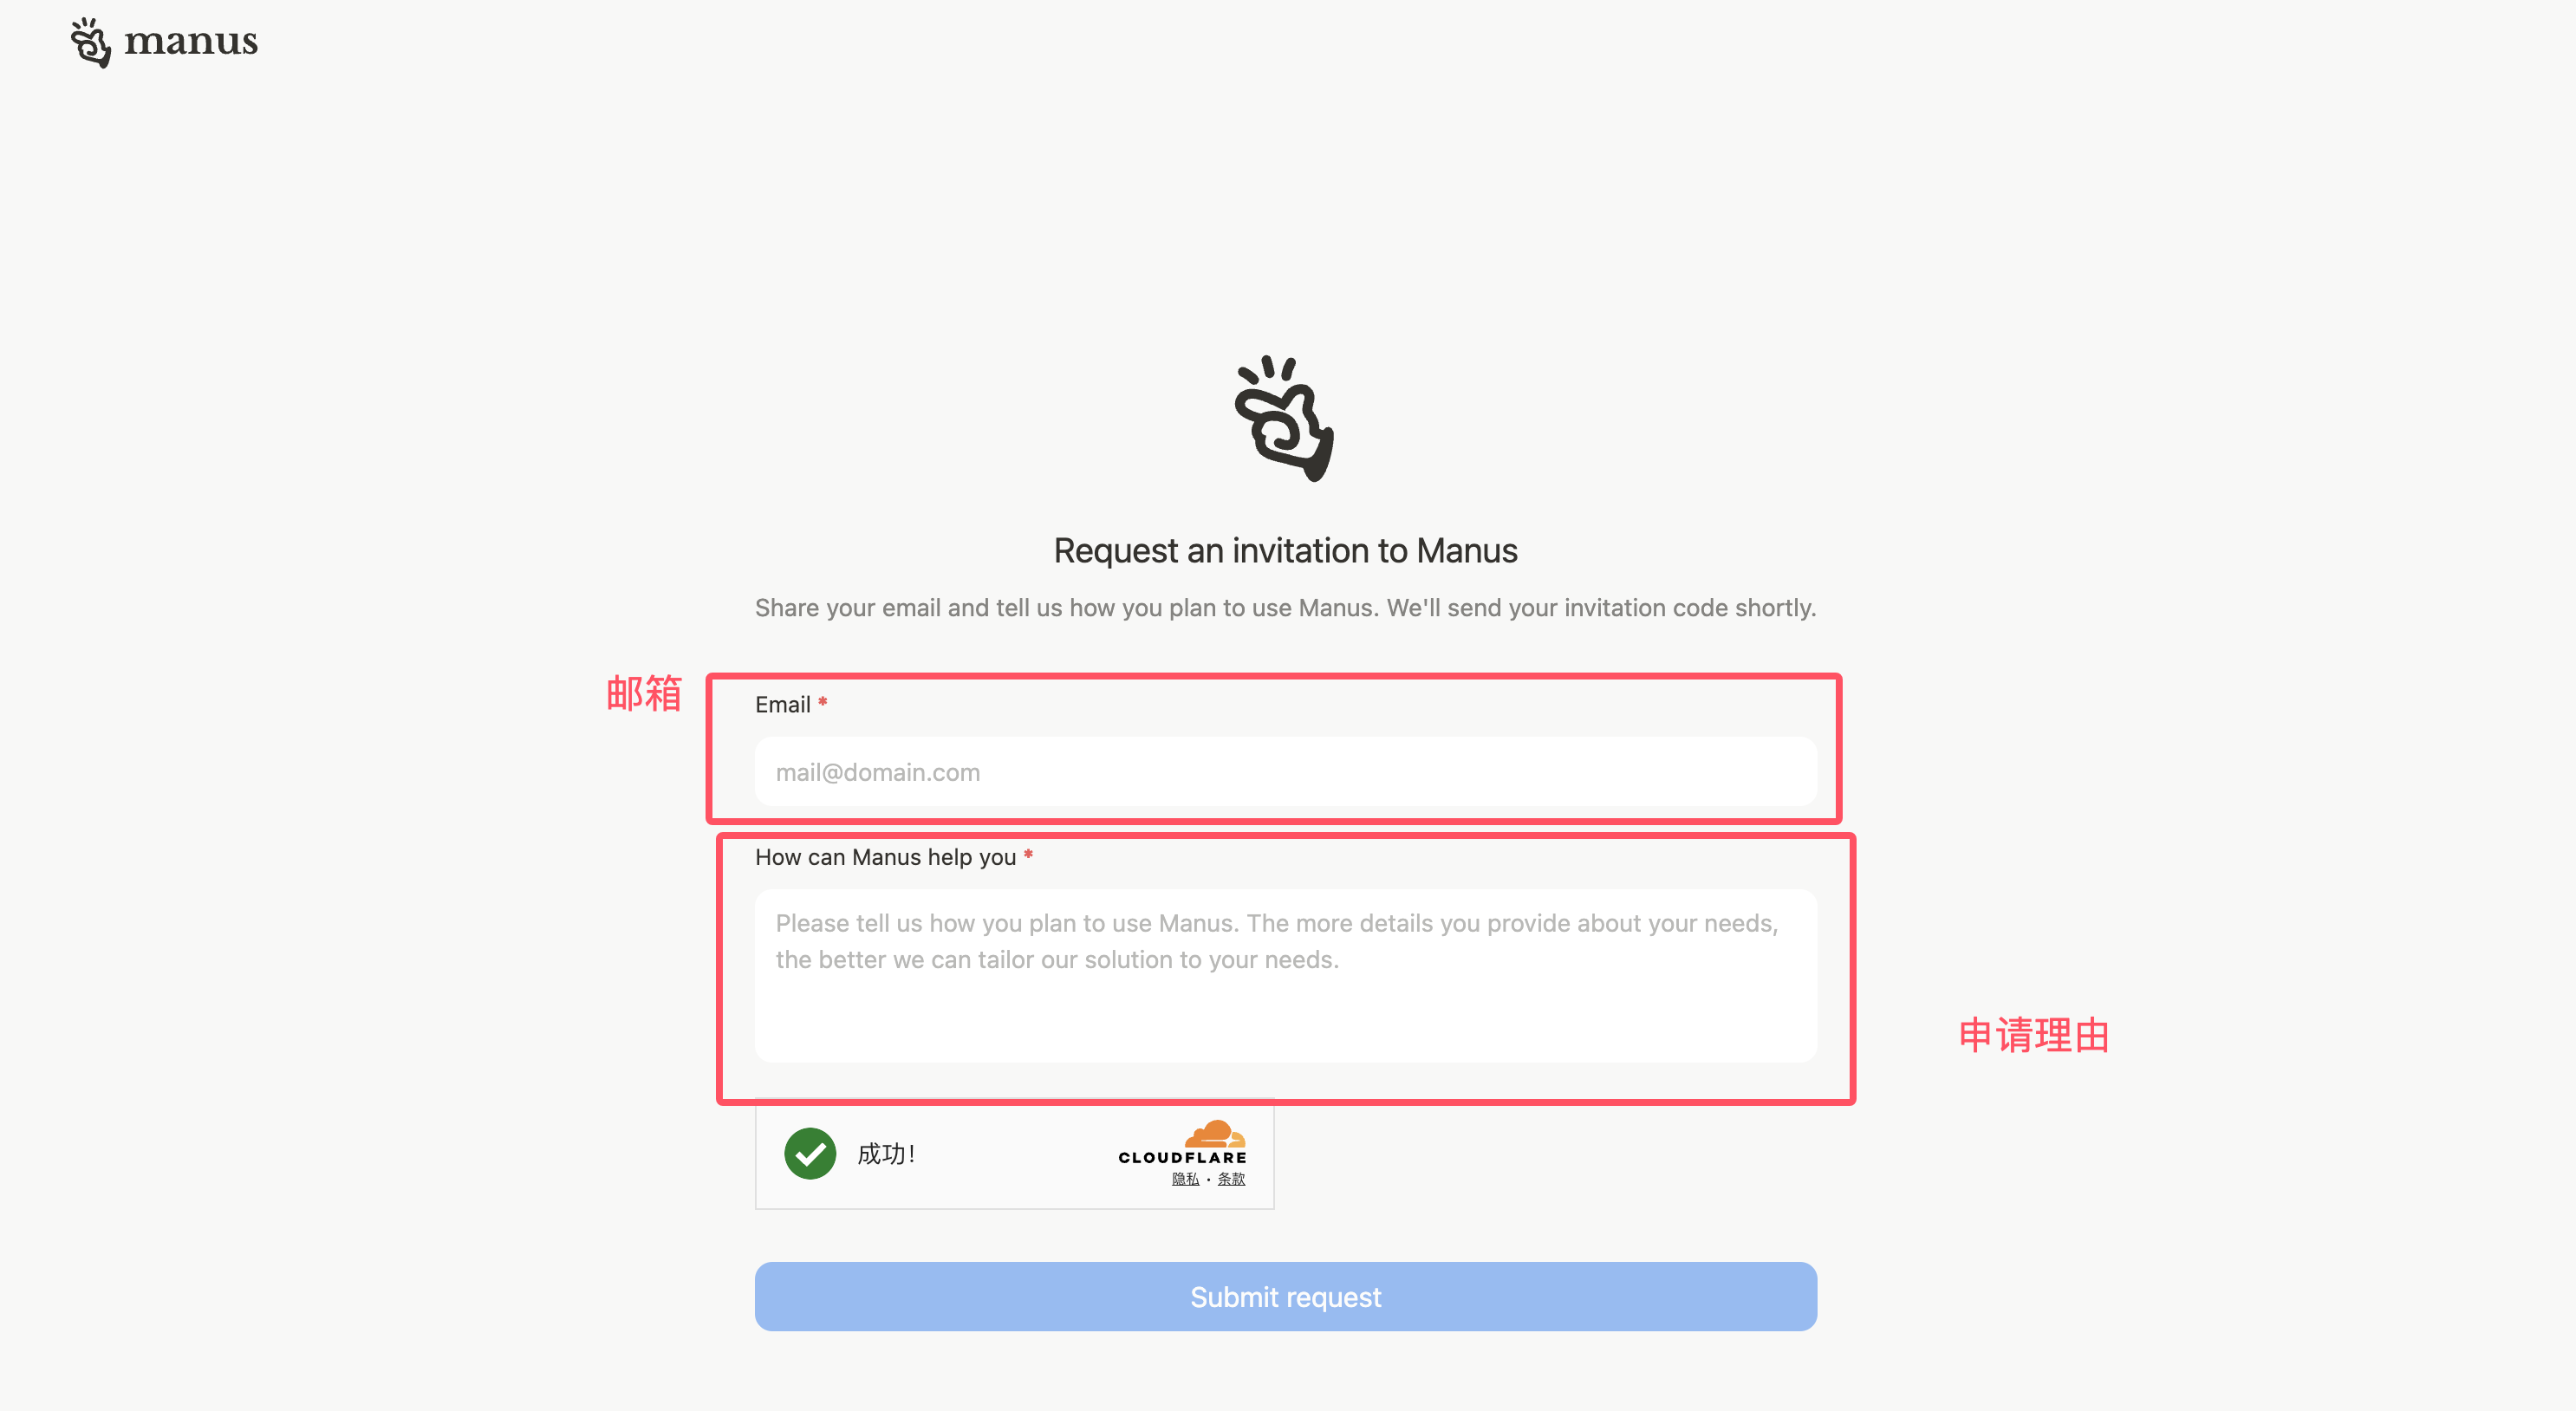 manus
Request an invitation to Manus
Share your email and tell us how you plan to use Manus. We'll send your invitation code shortly.
邮箱
Email *
mail@domain.com
How can Manus help you *
Please tell us how you plan to use Manus. The more details you provide about your needs,
the better we can tailor our solution to your needs.
申请理由
成功!
CLOUDFLARE
隐私 · 条款
Submit request